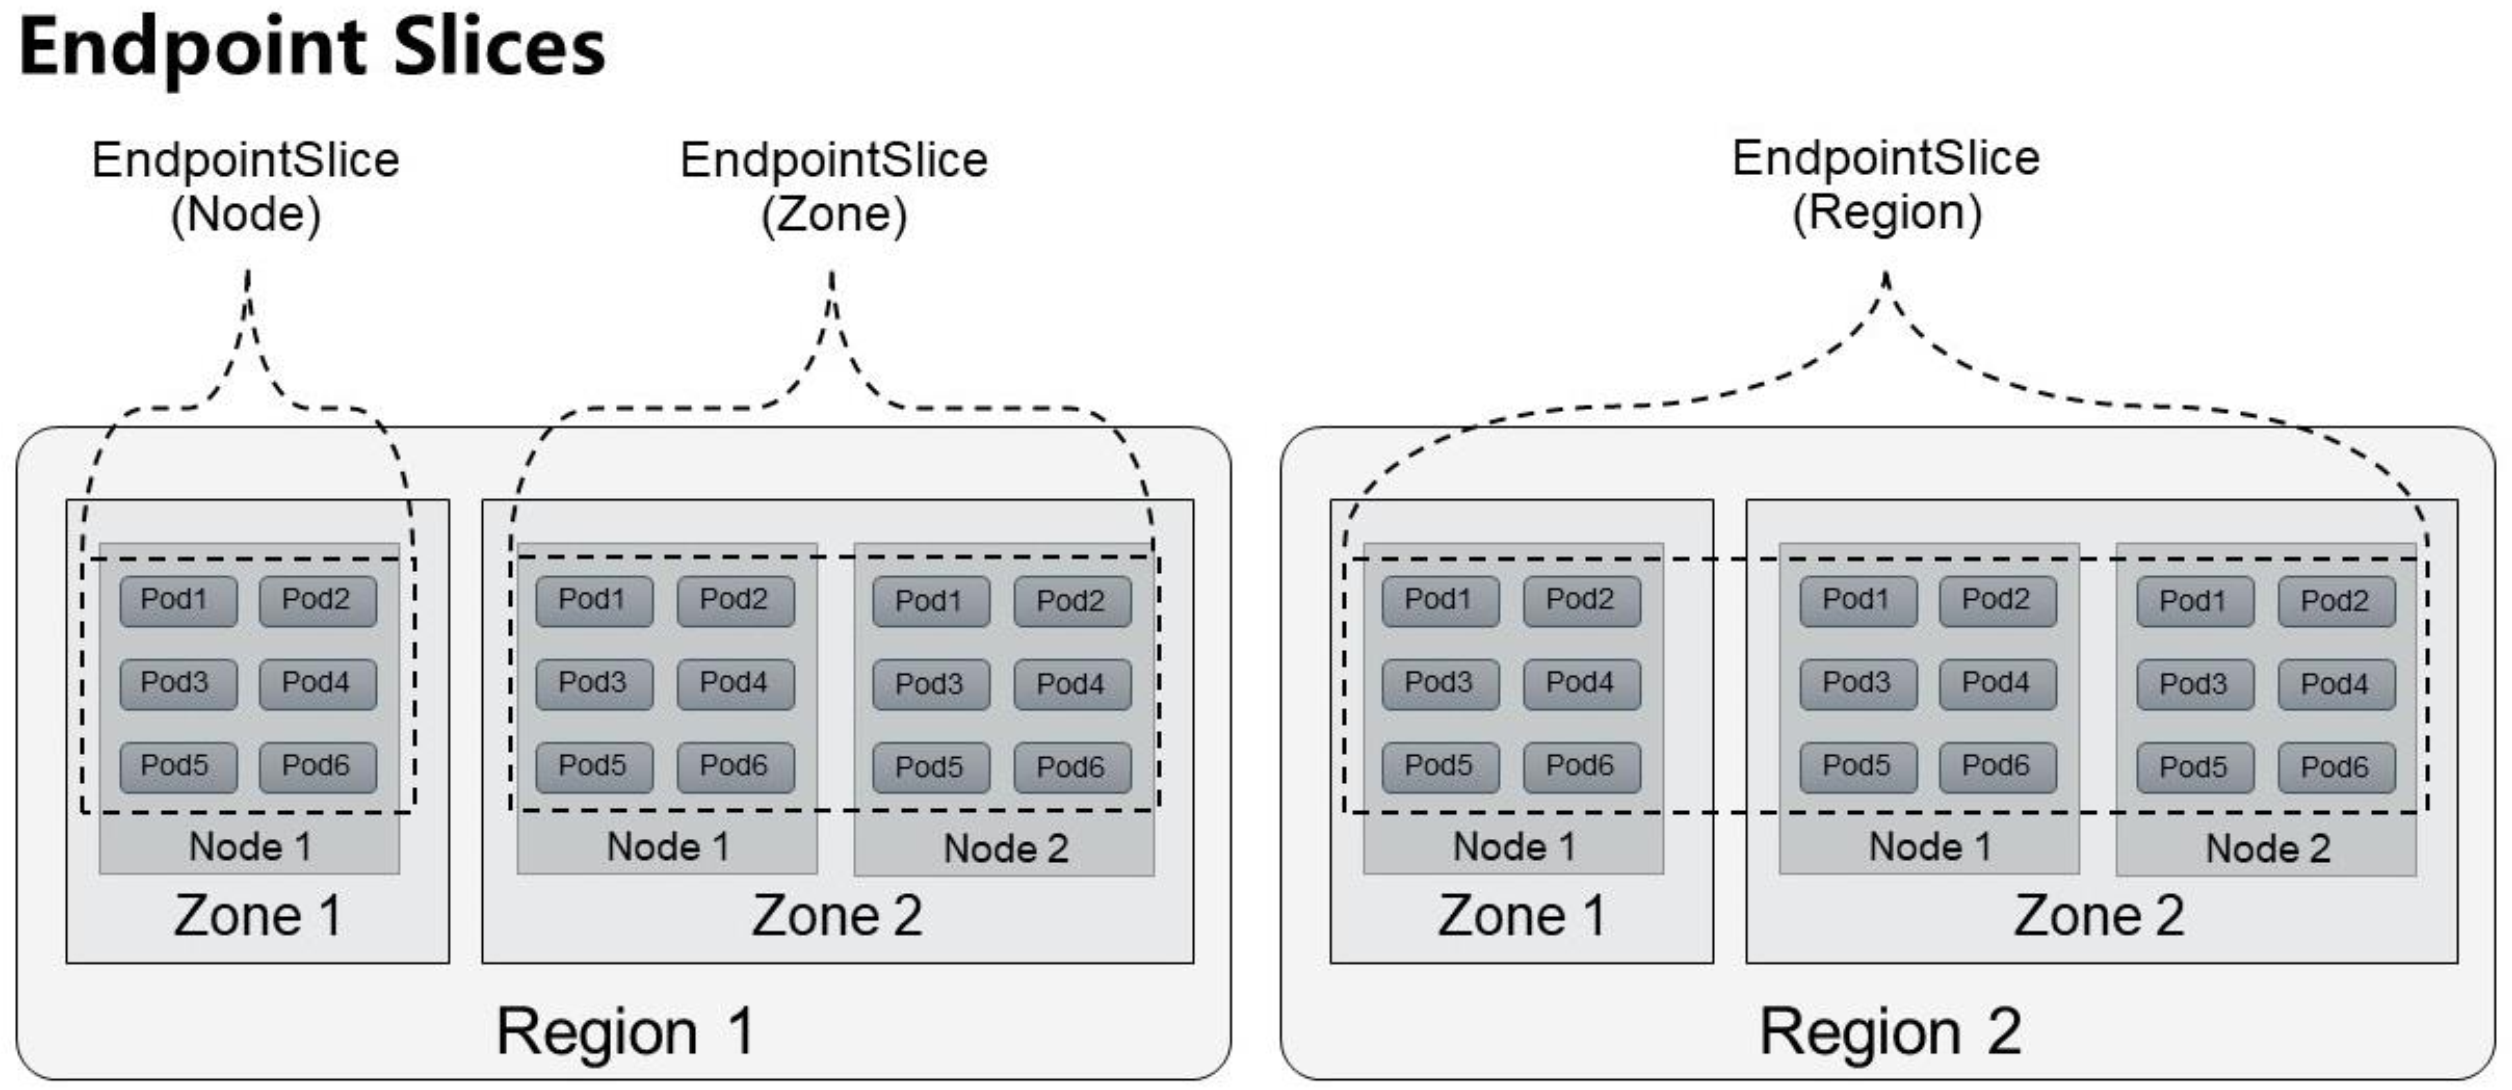 Endpoint Slices
EndpointSlice
(Node)
EndpointSlice
(Zone)
EndpointSlice
(Region)
Pod1 Pod2
Pod3 Pod4
Pod5 Pod6
Node 1
Zone 1
Pod1 Pod2
Pod3 Pod4
Pod5 Pod6
Node 1
Pod1 Pod2
Pod3 Pod4
Pod5 Pod6
Node 2
Zone 2
Region 1
Pod1 Pod2
Pod3 Pod4
Pod5 Pod6
Node 1
Zone 1
Pod1 Pod2
Pod3 Pod4
Pod5 Pod6
Node 1
Pod1 Pod2
Pod3 Pod4
Pod5 Pod6
Node 2
Zone 2
Region 2